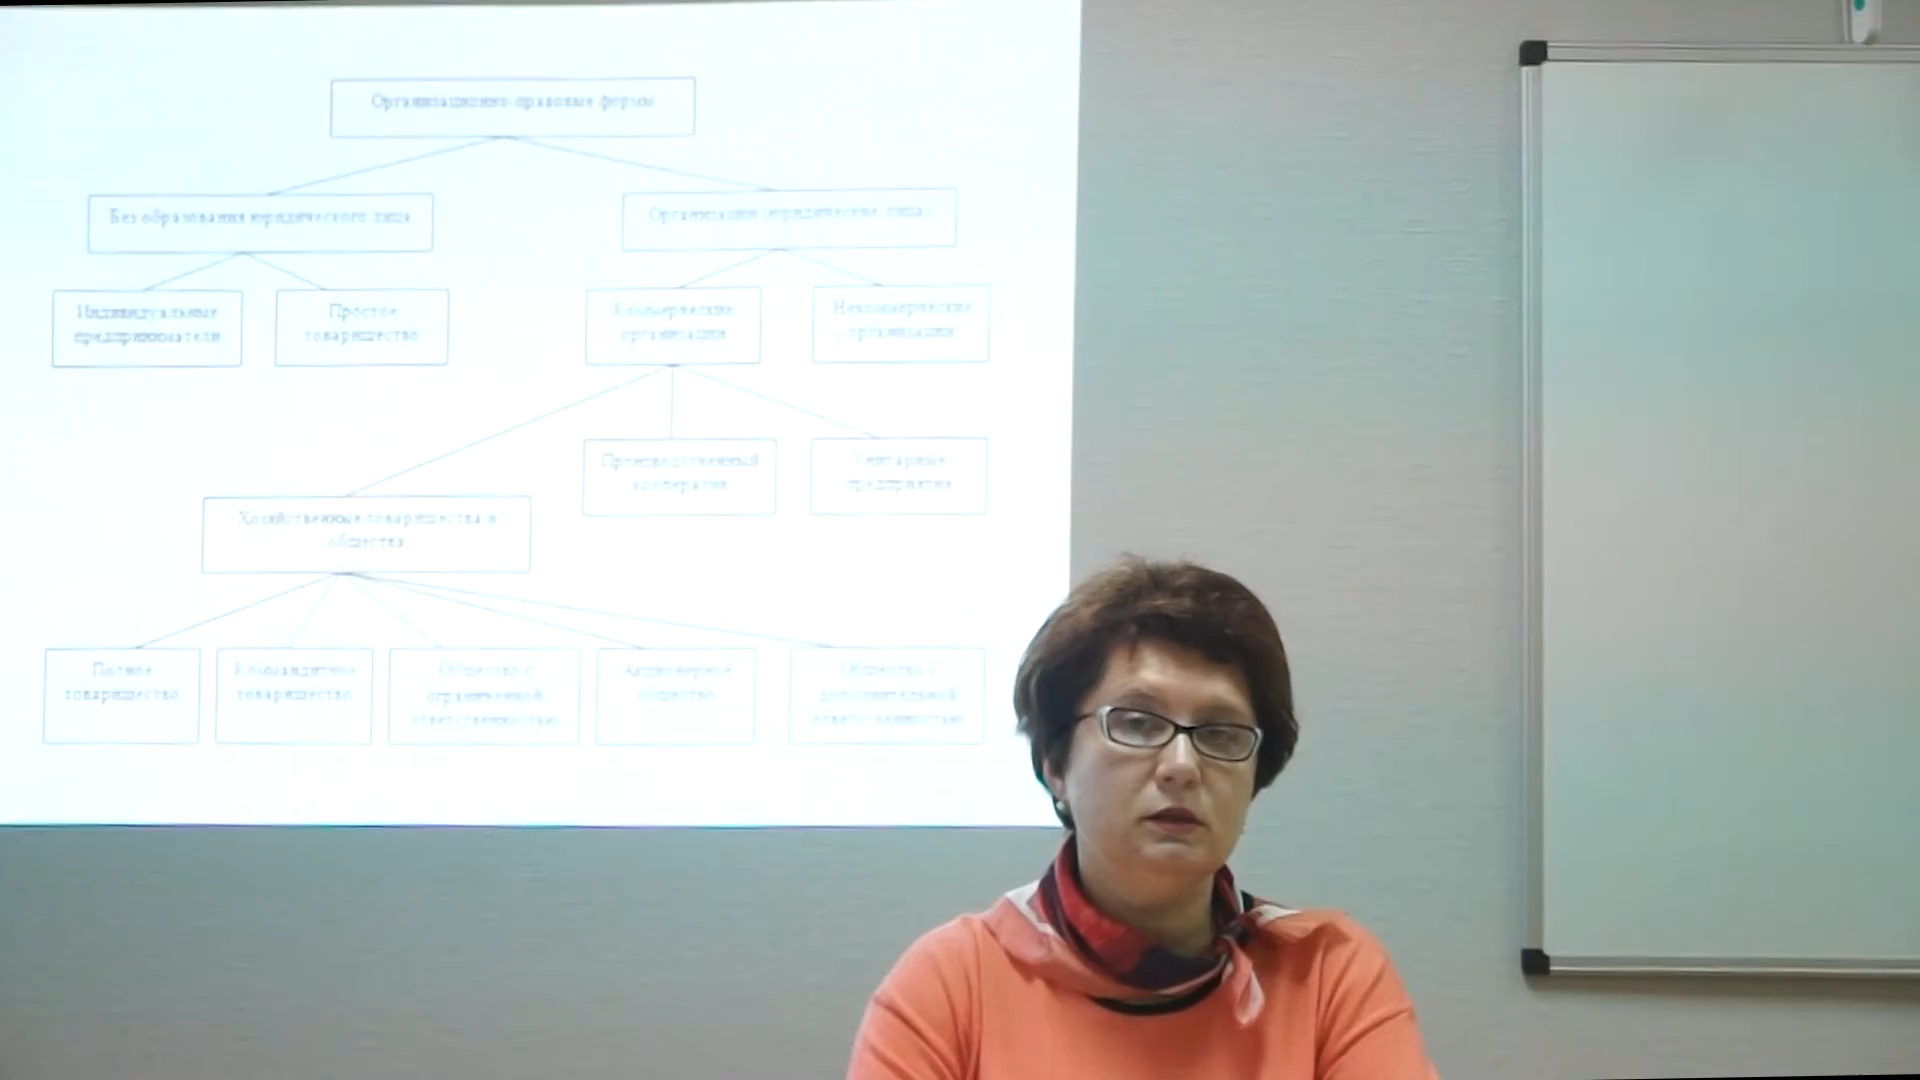 Организационно-правовые формы
Без образования юридического лица
Организации (юридические лица)
Индивидуальные
предприниматели
Простое
товарищество
Коммерческие
организации
Некоммерческие
организации
Производственный
кооператив
Унитарные
предприятия
Хозяйственные товарищества и
общества
Полное
товарищество
Коммандитное
товарищество
Общество с
ограниченной
ответственностью
Акционерное
общество
Общество с
дополнительной
ответственностью